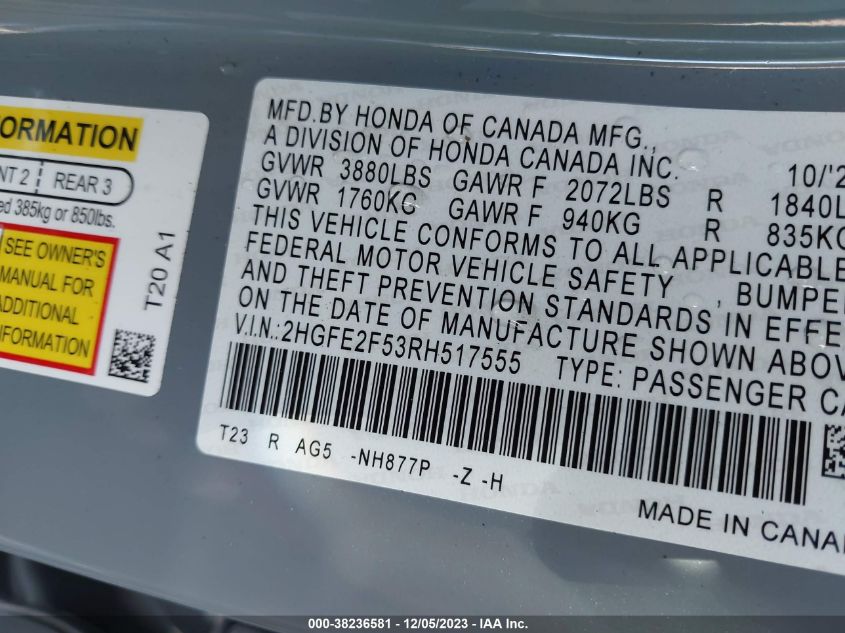 ORMATION
NT 2 REAR 3
ed 385kg or 850lbs.
SEE OWNER'S
MANUAL FOR
ADDITIONAL
INFORMATION
T20 A1
MFD.BY HONDA OF CANADA MFG.,
A DIVISION OF HONDA CANADA INC. 10/'2
GVWR 3880LBS GAWR F 2072LBS R 1840L
GVWR 1760KG GAWR F 940KG R 835KG
THIS VEHICLE CONFORMS TO ALL APPLICABLE
FEDERAL MOTOR VEHICLE SAFETY , BUMPER
AND THEFT PREVENTION STANDARDS IN EFFE
ON THE DATE OF MANUFACTURE SHOWN ABOV
V.I.N.:2HGFE2F53RH517555 TYPE: PASSENGER CA
T23 R AG5 -NH877P -Z -H
MADE IN CANA
000-38236581 - 12/05/2023 - IAA Inc.